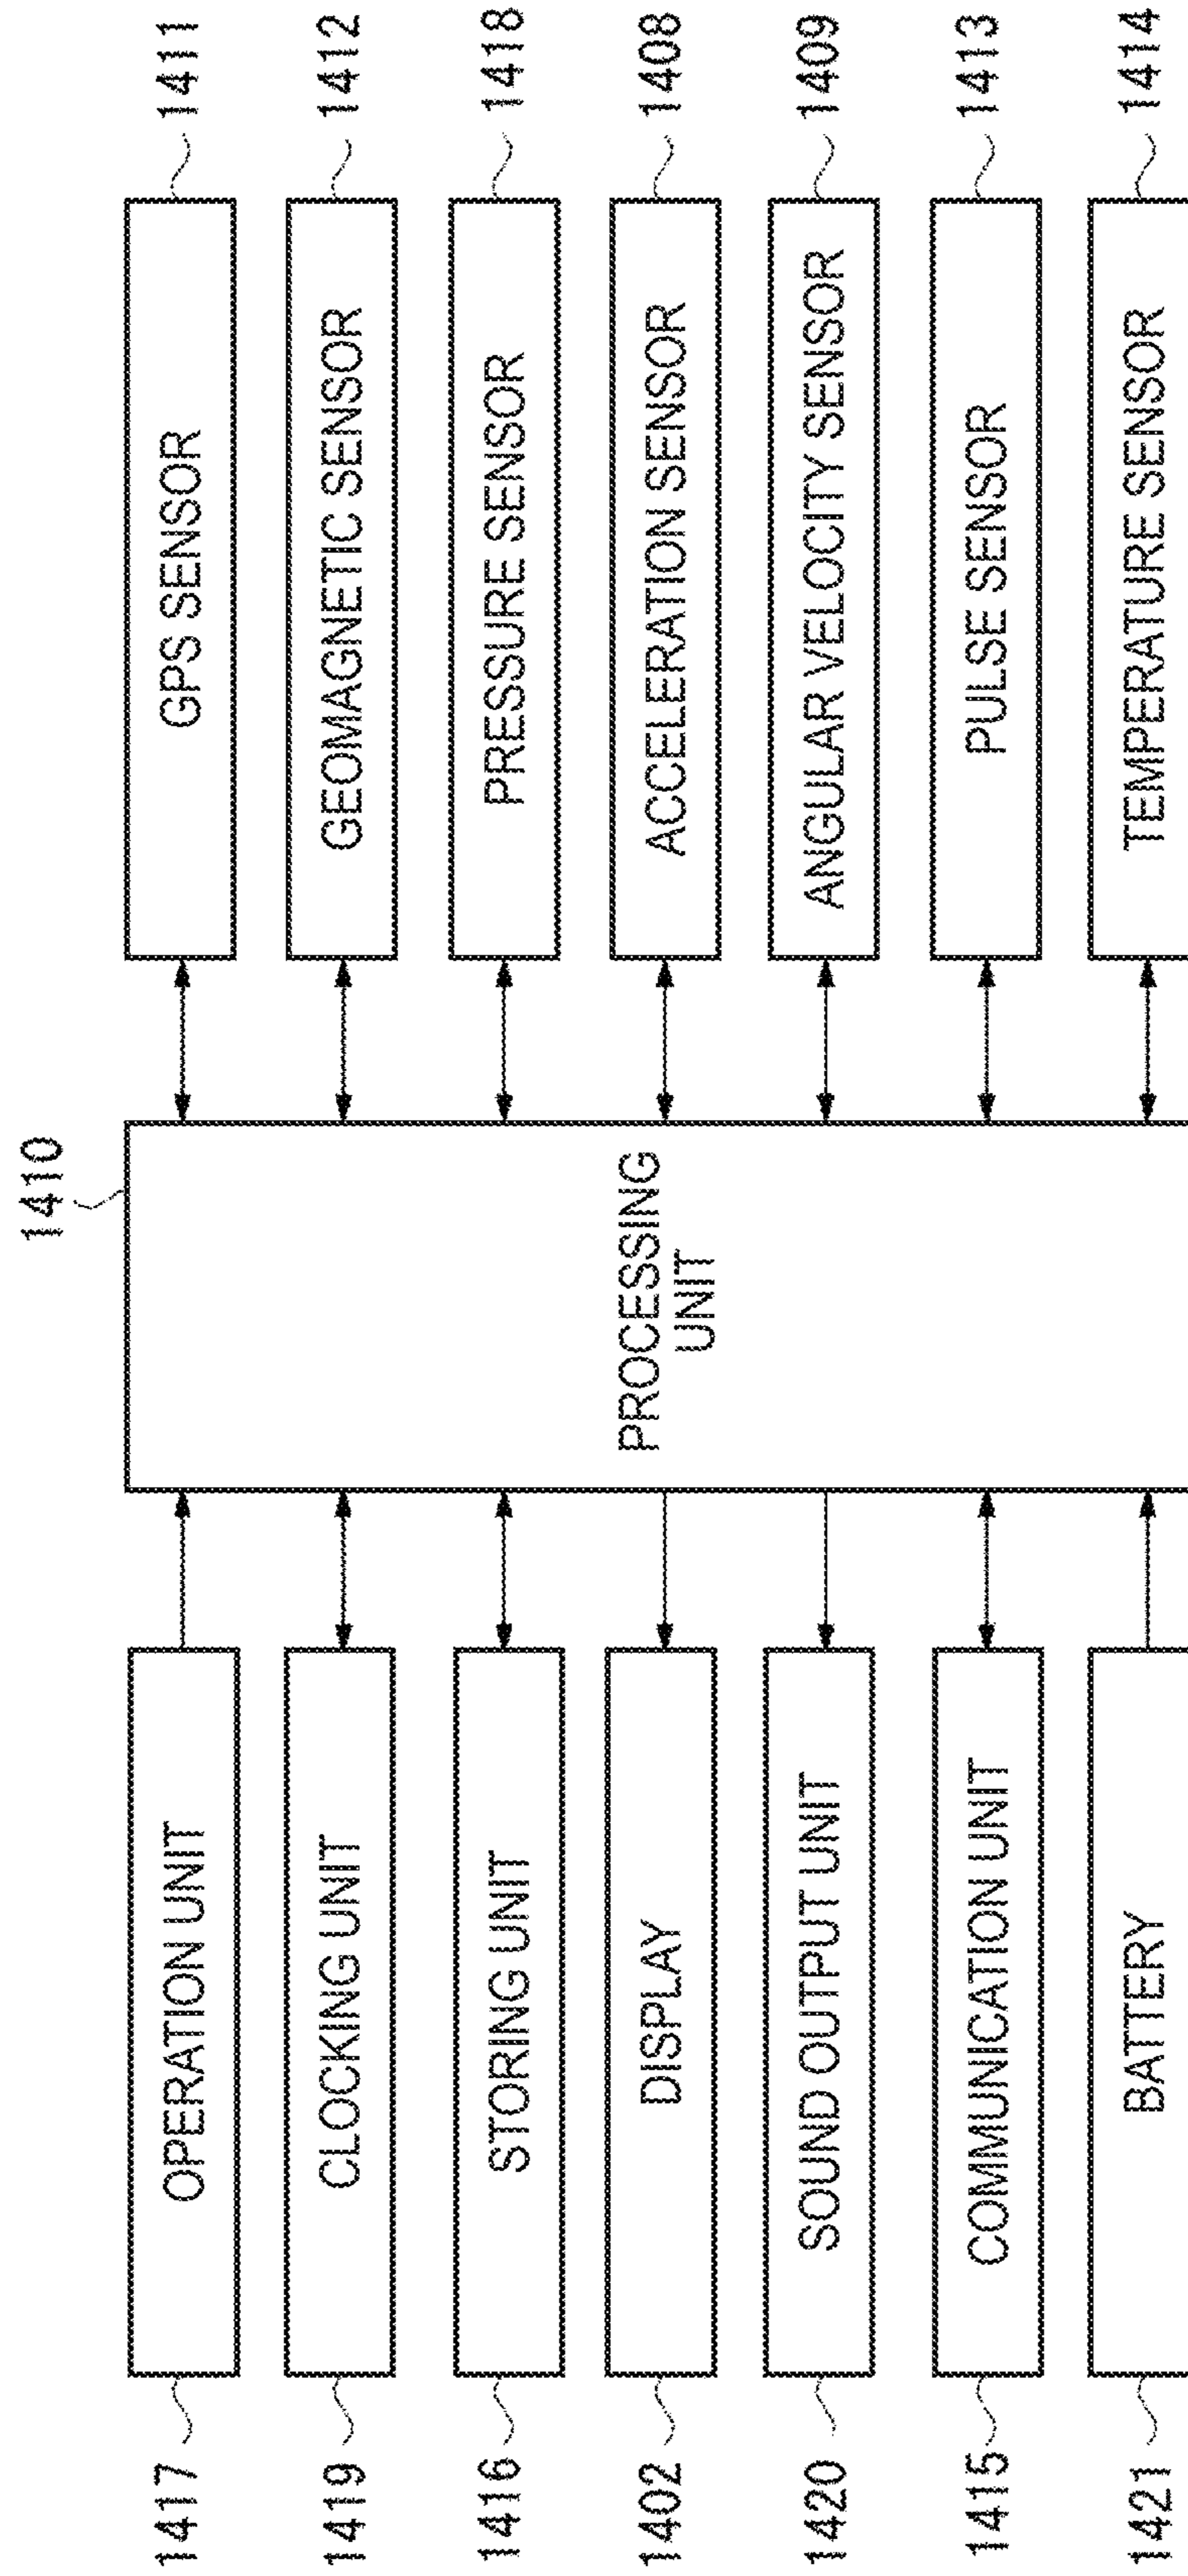 1410
1417
OPERATION UNIT
1419
CLOCKING UNIT
1416
STORING UNIT
1402
DISPLAY
1420
SOUND OUTPUT UNIT
1415
COMMUNICATION UNIT
1421
BATTERY
PROCESSING
UNIT
GPS SENSOR
1411
GEOMAGNETIC SENSOR
1412
PRESSURE SENSOR
1418
ACCELERATION SENSOR
1408
ANGULAR VELOCITY SENSOR
1409
PULSE SENSOR
1413
TEMPERATURE SENSOR
1414